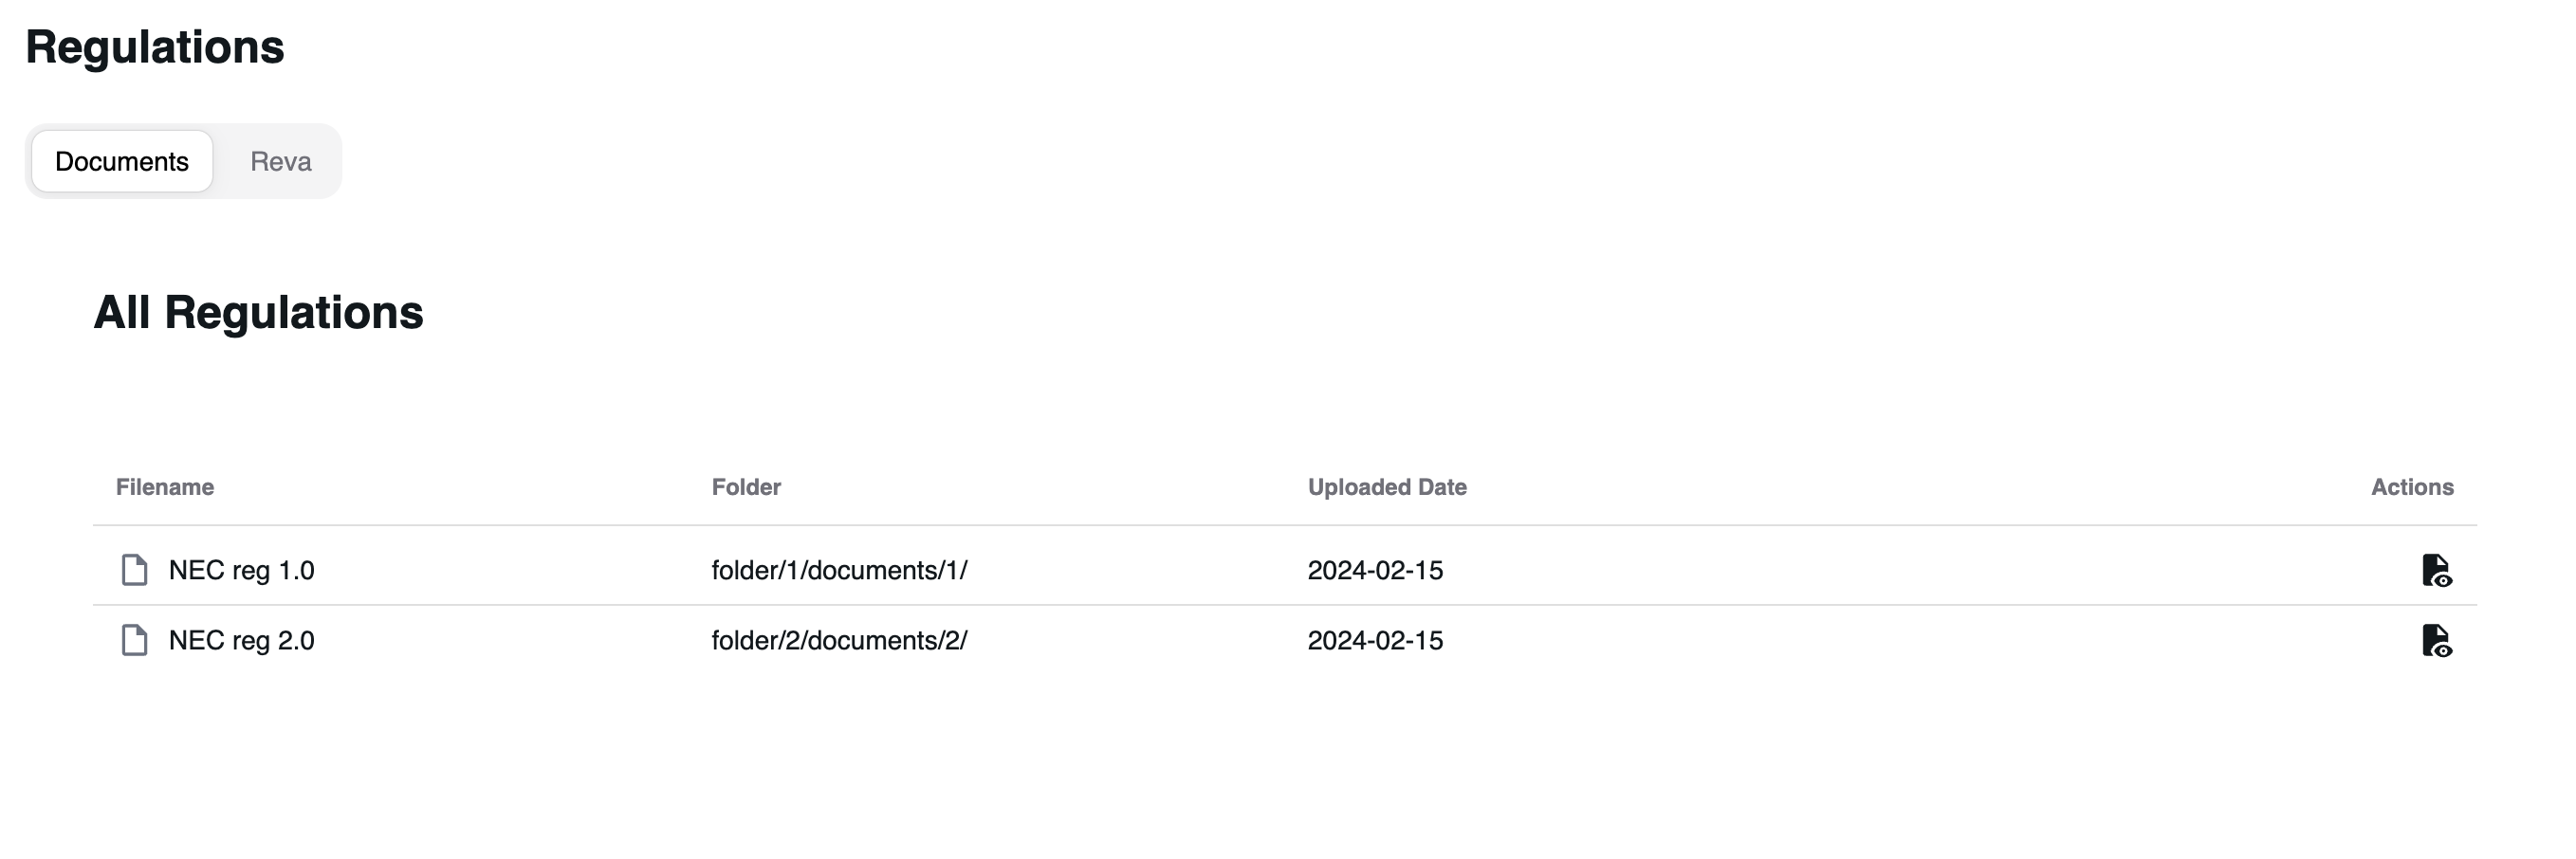 Regulations
Documents Reva
All Regulations
Filename Folder Uploaded Date Actions
NEC reg 1.0 folder/1/documents/1/ 2024-02-15
NEC reg 2.0 folder/2/documents/2/ 2024-02-15